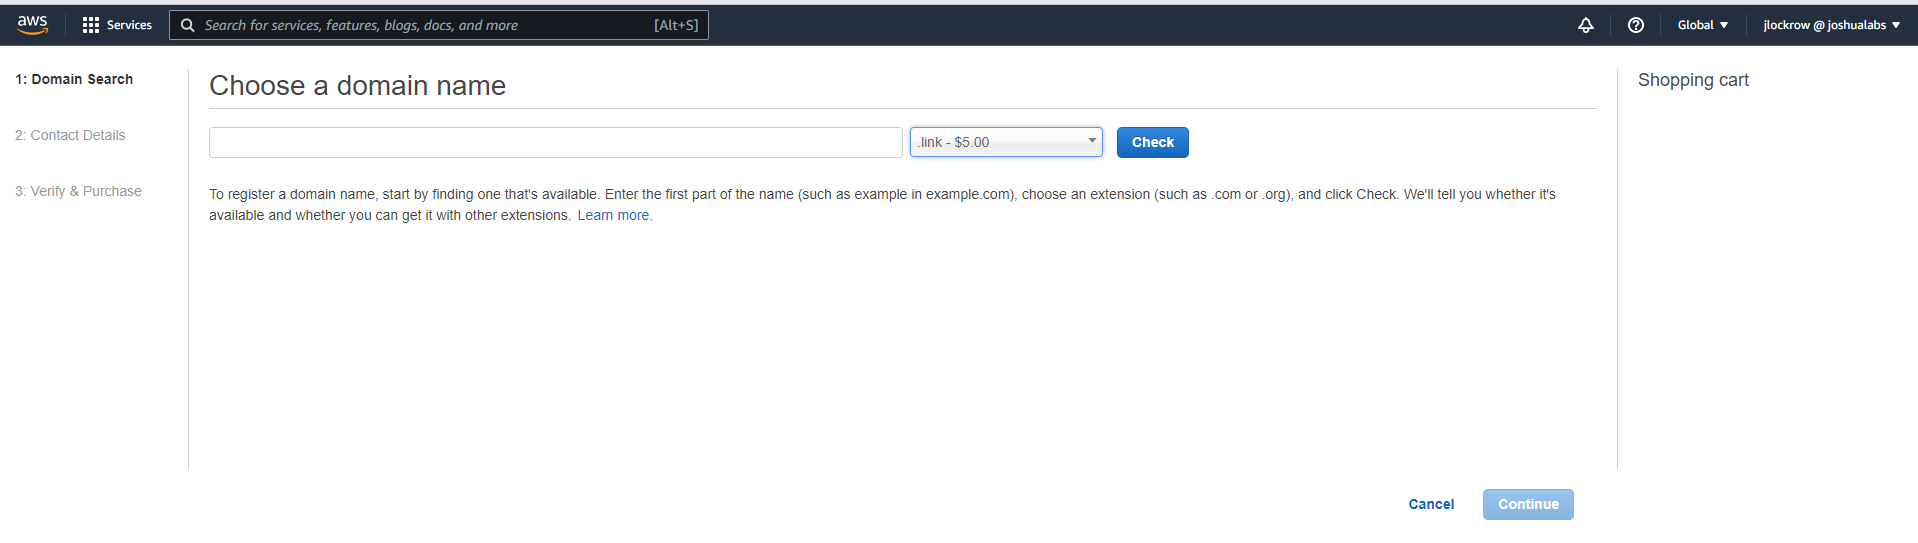 aws
Services
Search for services, features, blogs, docs, and more
[Alt+S]
Global
jlockrow @ joshualabs
1: Domain Search
2: Contact Details
3: Verify & Purchase
Choose a domain name
.link - $5.00
Check
To register a domain name, start by finding one that's available. Enter the first part of the name (such as example in example.com), choose an extension (such as .com or .org), and click Check. We'll tell you whether it's
available and whether you can get it with other extensions. Learn more.
Shopping cart
Cancel
Continue